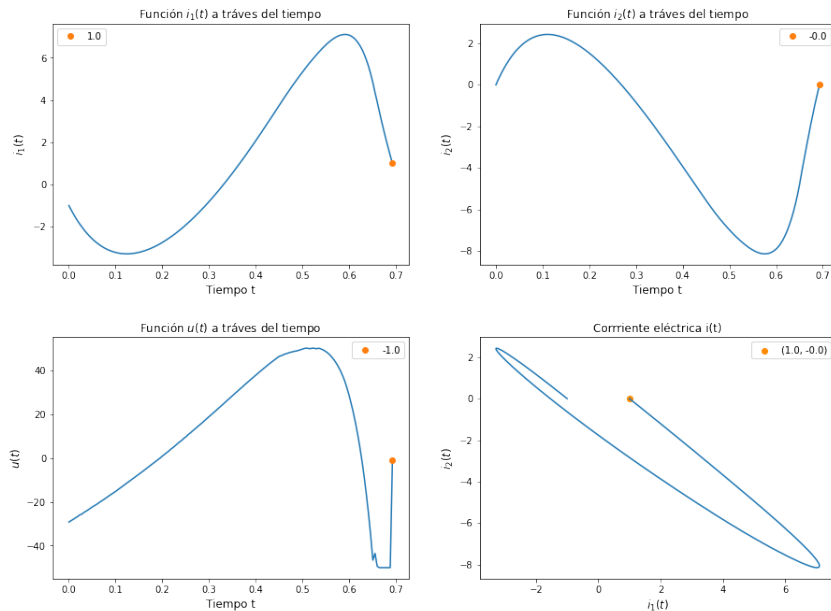 Función i₁(t) a tráves del tiempo
1.0
6
4
2
0
−2
i₁(t)
0.0 0.1 0.2 0.3 0.4 0.5 0.6 0.7
Tiempo t
Función i₂(t) a tráves del tiempo
-0.0
2
0
−2
−4
−6
−8
i₂(t)
0.0 0.1 0.2 0.3 0.4 0.5 0.6 0.7
Tiempo t
Función u(t) a tráves del tiempo
-1.0
40
20
0
−20
−40
u(t)
0.0 0.1 0.2 0.3 0.4 0.5 0.6 0.7
Tiempo t
Corrriente eléctrica i(t)
(1.0, -0.0)
2
0
−2
−4
−6
−8
i₂(t)
−2 0 2 4 6
i₁(t)